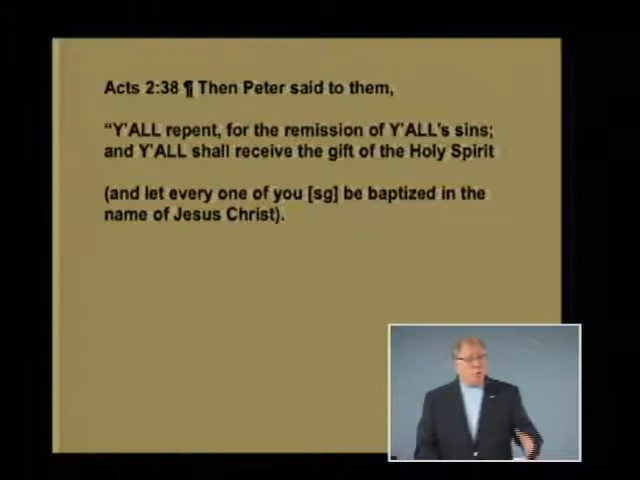 Acts 2:38 ¶ Then Peter said to them,
“Y’ALL repent, for the remission of Y’ALL’s sins;
and Y’ALL shall receive the gift of the Holy Spirit
(and let every one of you [sg] be baptized in the
name of Jesus Christ).